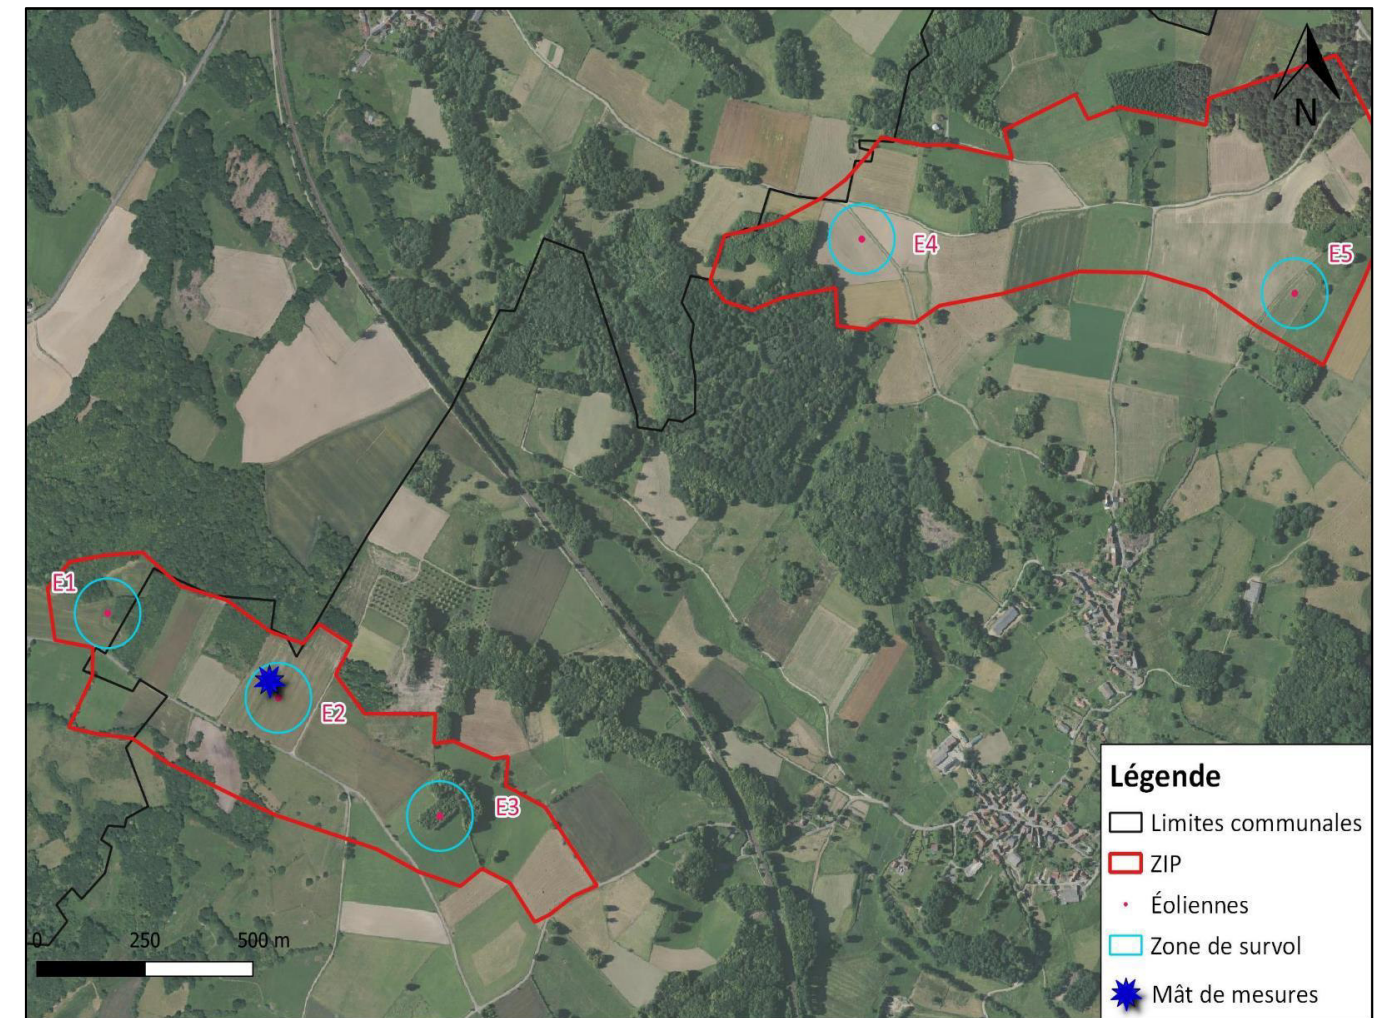 N
E4
E5
E1
E2
E3
0 250 500 m
Légende
Limites communales
ZIP
Éoliennes
Zone de survol
Mât de mesures